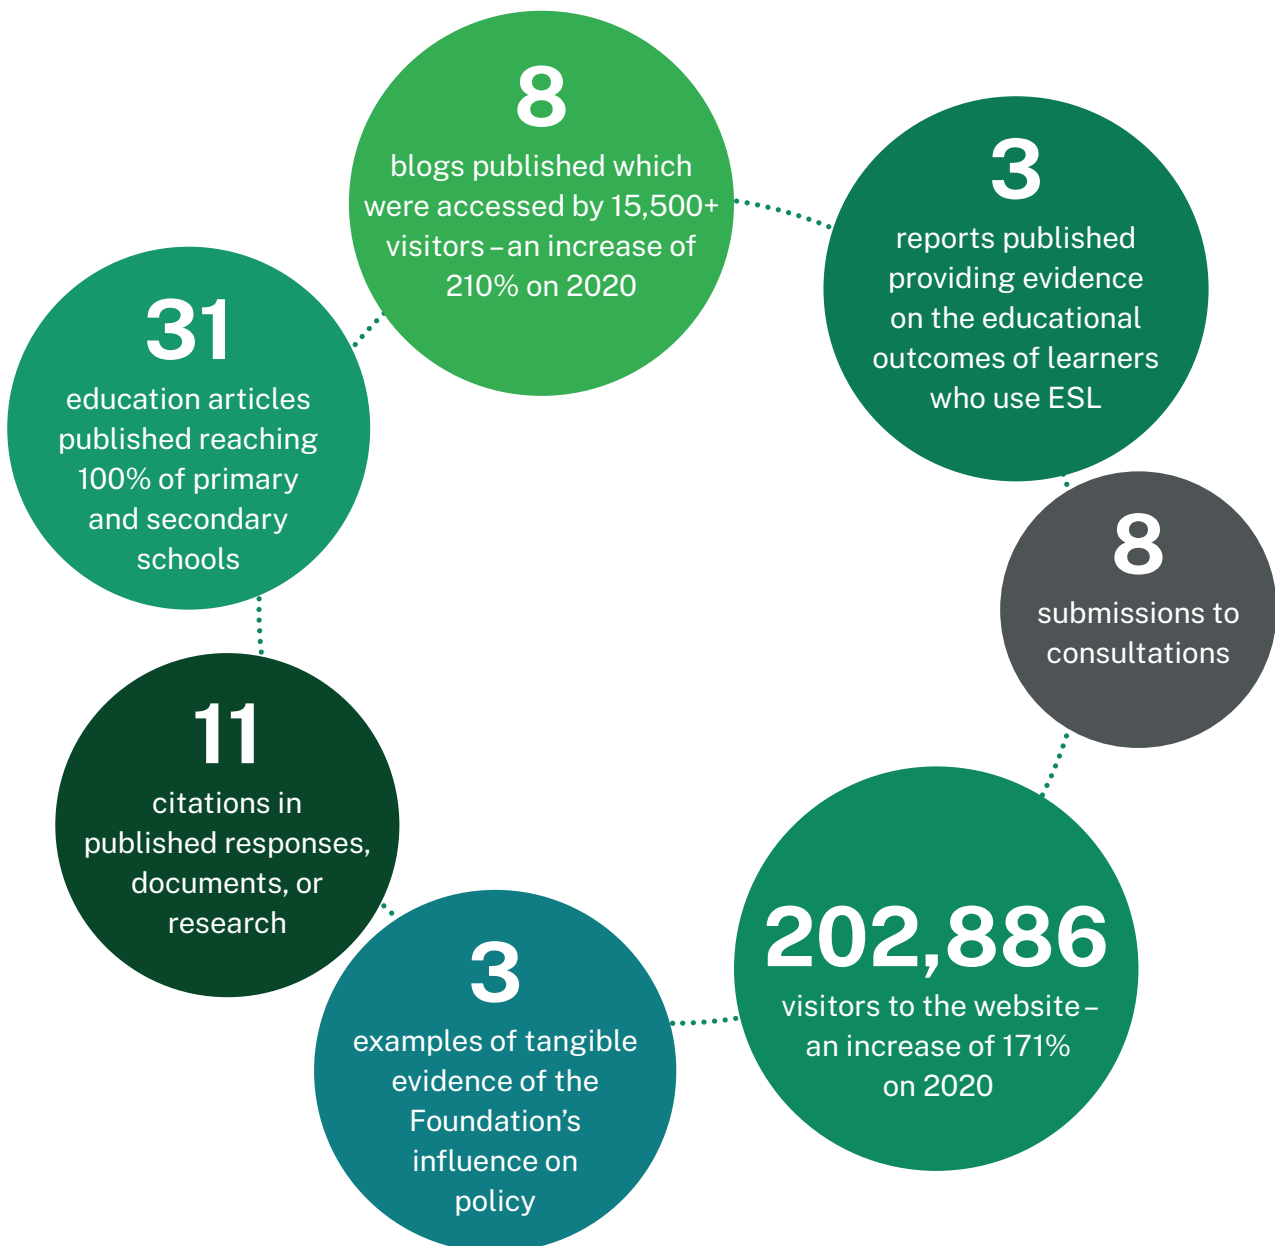 8
blogs published which
were accessed by 15,500+
visitors – an increase of
210% on 2020
3
reports published
providing evidence
on the educational
outcomes of learners
who use ESL
8
submissions to
consultations
202,886
visitors to the website –
an increase of 171%
on 2020
3
examples of tangible
evidence of the
Foundation’s
influence on
policy
11
citations in
published responses,
documents, or
research
31
education articles
published reaching
100% of primary
and secondary
schools